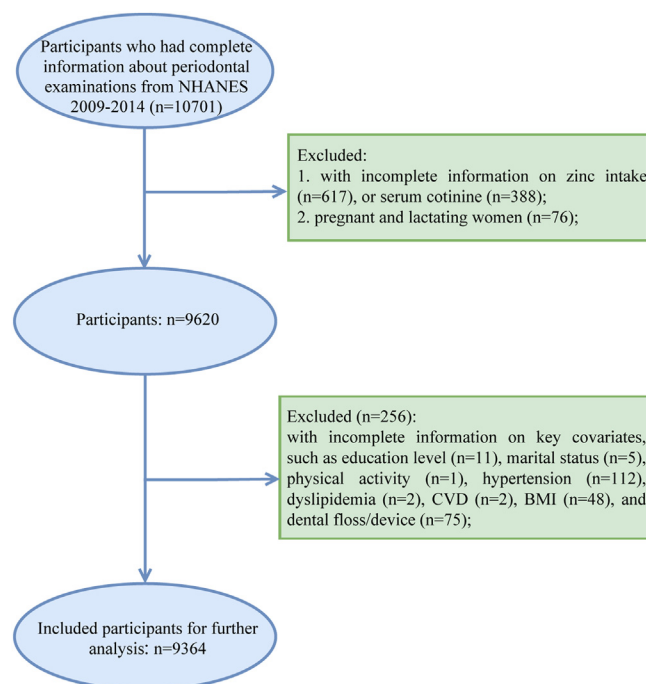 Participants who had complete
information about periodontal
examinations from NHANES
2009-2014 (n=10701)
Excluded:
1. with incomplete information on zinc intake
(n=617), or serum cotinine (n=388);
2. pregnant and lactating women (n=76);
Participants: n=9620
Excluded (n=256):
with incomplete information on key covariates,
such as education level (n=11), marital status (n=5),
physical activity (n=1), hypertension (n=112),
dyslipidemia (n=2), CVD (n=2), BMI (n=48), and
dental floss/device (n=75);
Included participants for further
analysis: n=9364